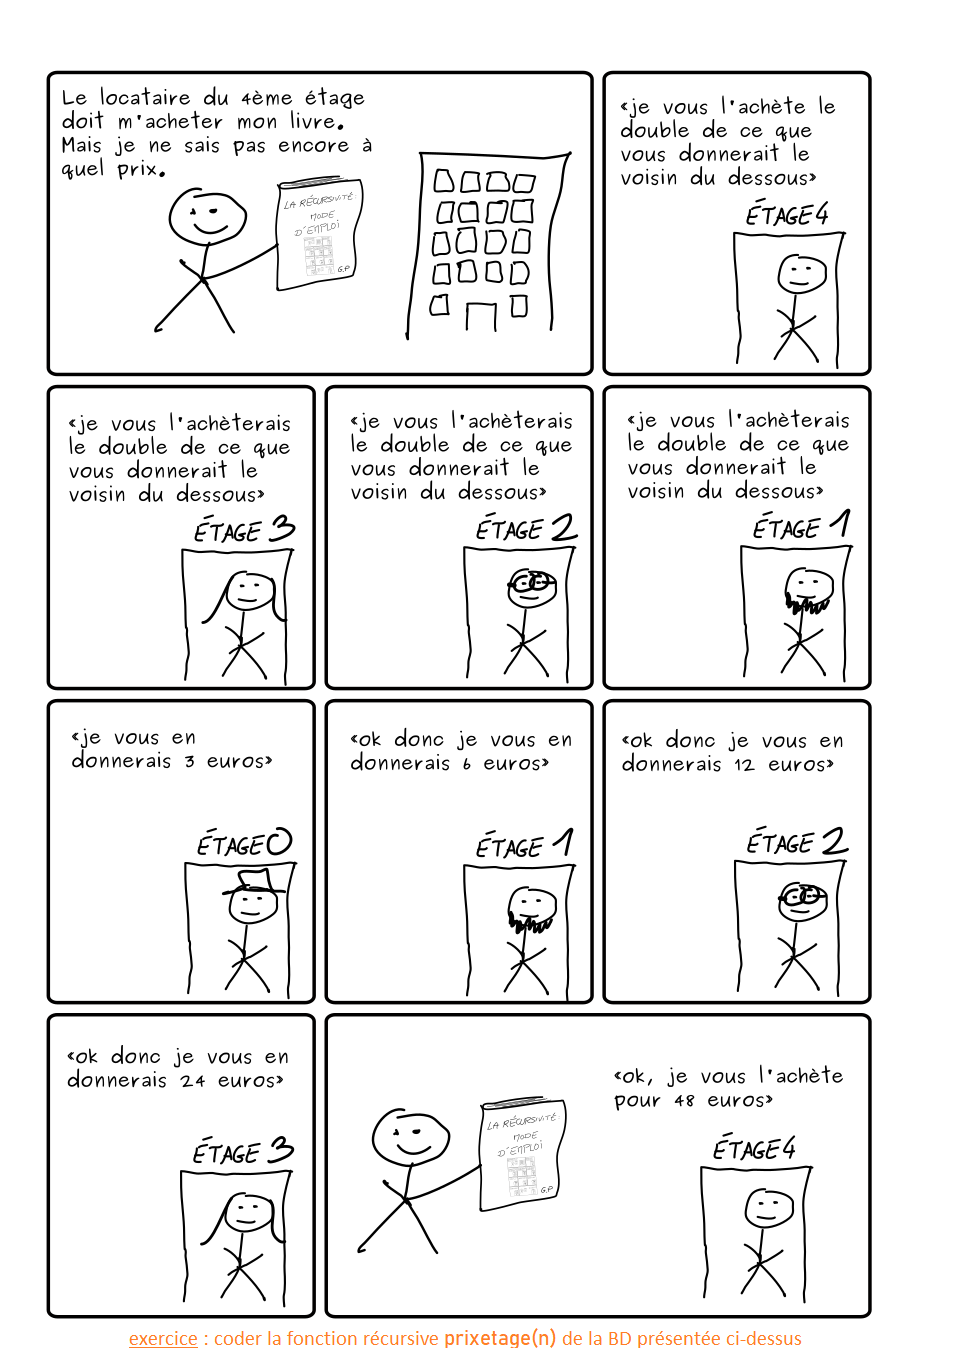 Le locataire du 4ème étage
doit m'acheter mon livre.
Mais je ne sais pas encore à
quel prix.
LA RÉCURSIVITÉ
MODE
D'EMPLOI
G.P
«je vous l'achète le
double de ce que
vous donnerait le
voisin du dessous»
ÉTAGE 4
«je vous l'achèterais
le double de ce que
vous donnerait le
voisin du dessous»
ÉTAGE 3
«je vous l'achèterais
le double de ce que
vous donnerait le
voisin du dessous»
ÉTAGE 2
«je vous l'achèterais
le double de ce que
vous donnerait le
voisin du dessous»
ÉTAGE 1
«je vous en
donnerais 3 euros»
ÉTAGE 0
«ok donc je vous en
donnerais 6 euros»
ÉTAGE 1
«ok donc je vous en
donnerais 12 euros»
ÉTAGE 2
«ok donc je vous en
donnerais 24 euros»
ÉTAGE 3
LA RÉCURSIVITÉ
MODE
D'EMPLOI
G.P
«ok, je vous l'achète
pour 48 euros»
ÉTAGE 4
exercice : coder la fonction récursive prixetage(n) de la BD présentée ci-dessus